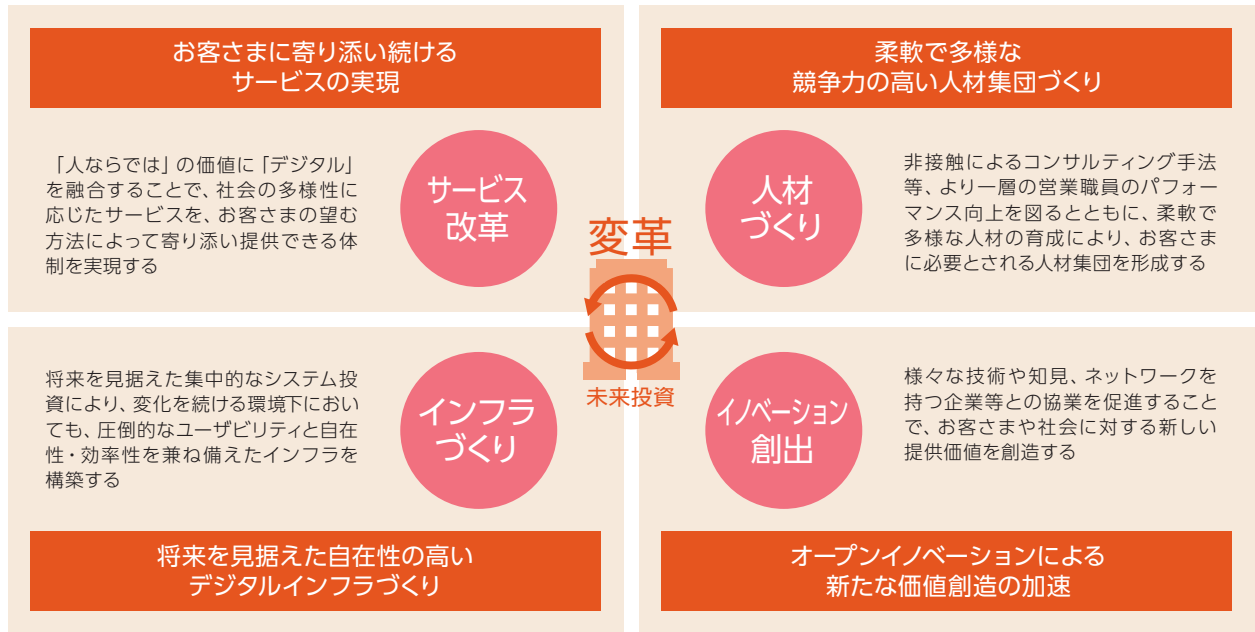 お客さまに寄り添い続ける
サービスの実現
「人ならでは」の価値に「デジタル」
を融合することで、社会の多様性に
応じたサービスを、お客さまの望む
方法によって寄り添い提供できる体
制を実現する
サービス
改革
柔軟で多様な
競争力の高い人材集団づくり
人材
づくり
非接触によるコンサルティング手法
等、より一層の営業職員のパフォー
マンス向上を図るとともに、柔軟で
多様な人材の育成により、お客さま
に必要とされる人材集団を形成する
変革
未来投資
将来を見据えた集中的なシステム投
資により、変化を続ける環境下におい
ても、圧倒的なユーザビリティと自在
性・効率性を兼ね備えたインフラを
構築する
インフラ
づくり
将来を見据えた自在性の高い
デジタルインフラづくり
イノベーション
創出
様々な技術や知見、ネットワークを
持つ企業等との協業を促進すること
で、お客さまや社会に対する新しい
提供価値を創造する
オープンイノベーションによる
新たな価値創造の加速